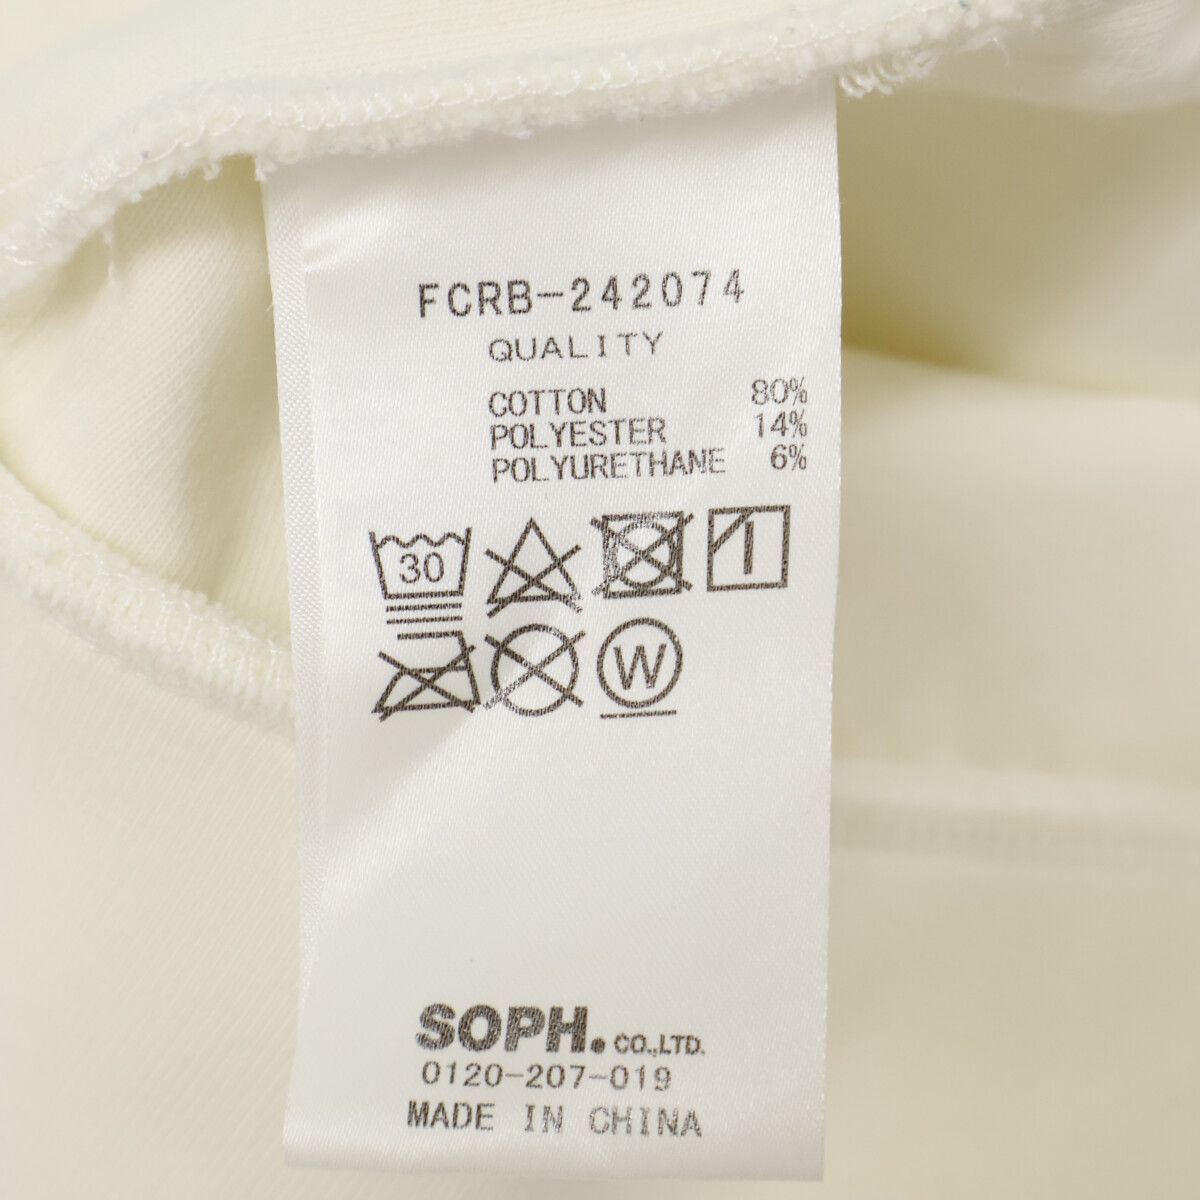 FCRB-242074
QUALITY
COTTON 80%
POLYESTER 14%
POLYURETHANE 6%
30
W
SOPH. CO.,LTD.
0120-207-019
MADE IN CHINA